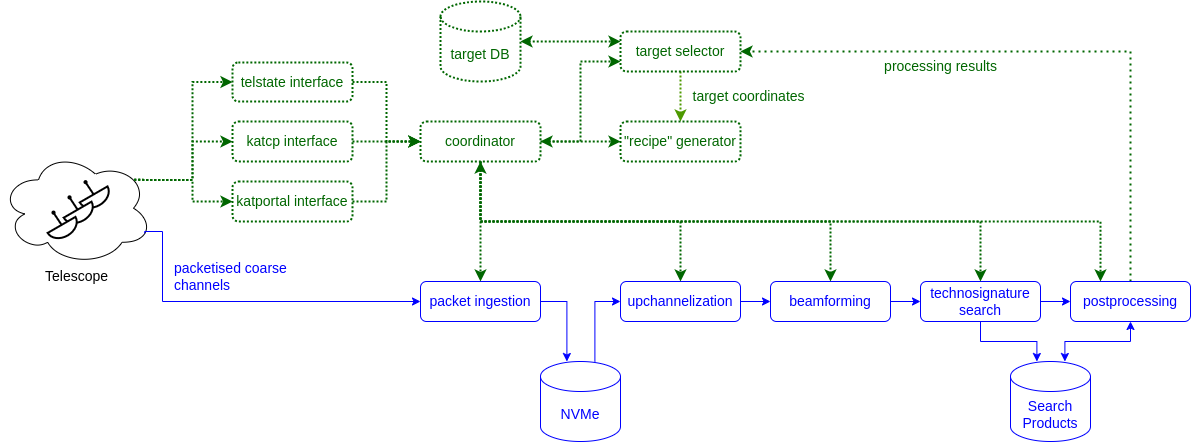 target DB
target selector
processing results
telstate interface
target coordinates
katcp interface
coordinator
"recipe" generator
katportal interface
Telescope
packetised coarse
channels
packet ingestion
upchannelization
beamforming
technosignature
search
postprocessing
NVMe
Search
Products